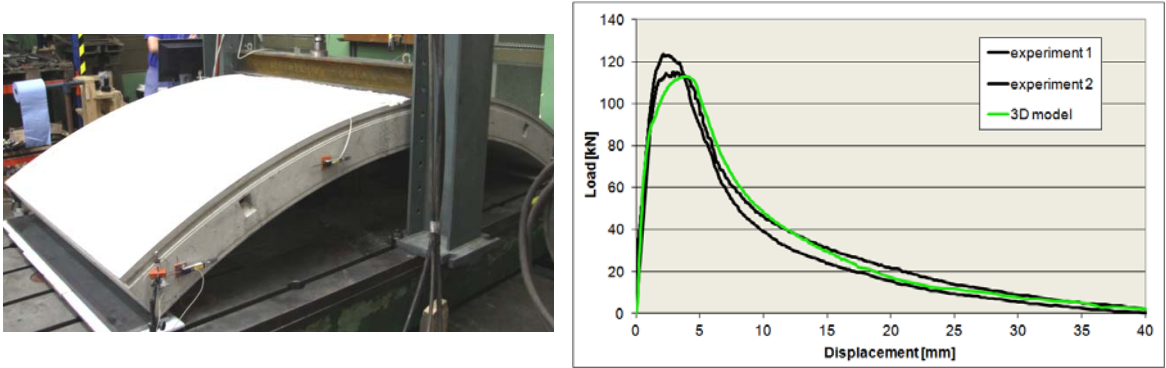 140
120
100
80
60
40
20
0
Load [kN]
experiment 1
experiment 2
3D model
0 5 10 15 20 25 30 35 40
Displacement [mm]